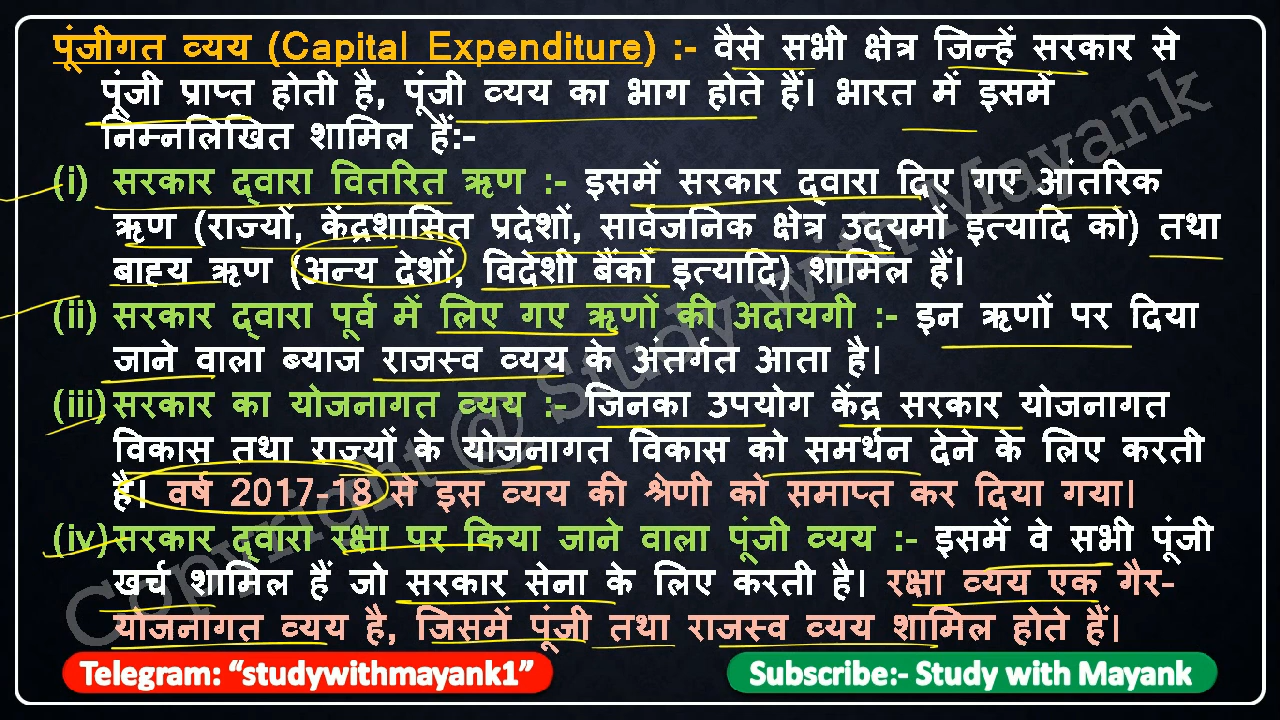 पूंजीगत व्यय (Capital Expenditure) :- वैसे सभी क्षेत्र जिन्हें सरकार से
पूंजी प्राप्त होती है, पूंजी व्यय का भाग होते हैं। भारत में इसमें
निम्नलिखित शामिल हैं:-
(i) सरकार द्वारा वितरित ऋण :- इसमें सरकार द्वारा दिए गए आंतरिक
ऋण (राज्यों, केंद्रशासित प्रदेशों, सार्वजनिक क्षेत्र उद्यमों इत्यादि को) तथा
बाह्य ऋण (अन्य देशों, विदेशी बैंकों इत्यादि) शामिल हैं।
(ii) सरकार द्वारा पूर्व में लिए गए ऋणों की अदायगी :- इन ऋणों पर दिया
जाने वाला ब्याज राजस्व व्यय के अंतर्गत आता है।
(iii) सरकार का योजनागत व्यय :- जिनका उपयोग केंद्र सरकार योजनागत
विकास तथा राज्यों के योजनागत विकास को समर्थन देने के लिए करती
है। वर्ष 2017-18 से इस व्यय की श्रेणी को समाप्त कर दिया गया।
(iv) सरकार द्वारा रक्षा पर किया जाने वाला पूंजी व्यय :- इसमें वे सभी पूंजी
खर्च शामिल हैं जो सरकार सेना के लिए करती है। रक्षा व्यय एक गैर-
योजनागत व्यय है, जिसमें पूंजी तथा राजस्व व्यय शामिल होते हैं।
Copyright @ Study with Mayank
Telegram: “studywithmayank1”
Subscribe:- Study with Mayank